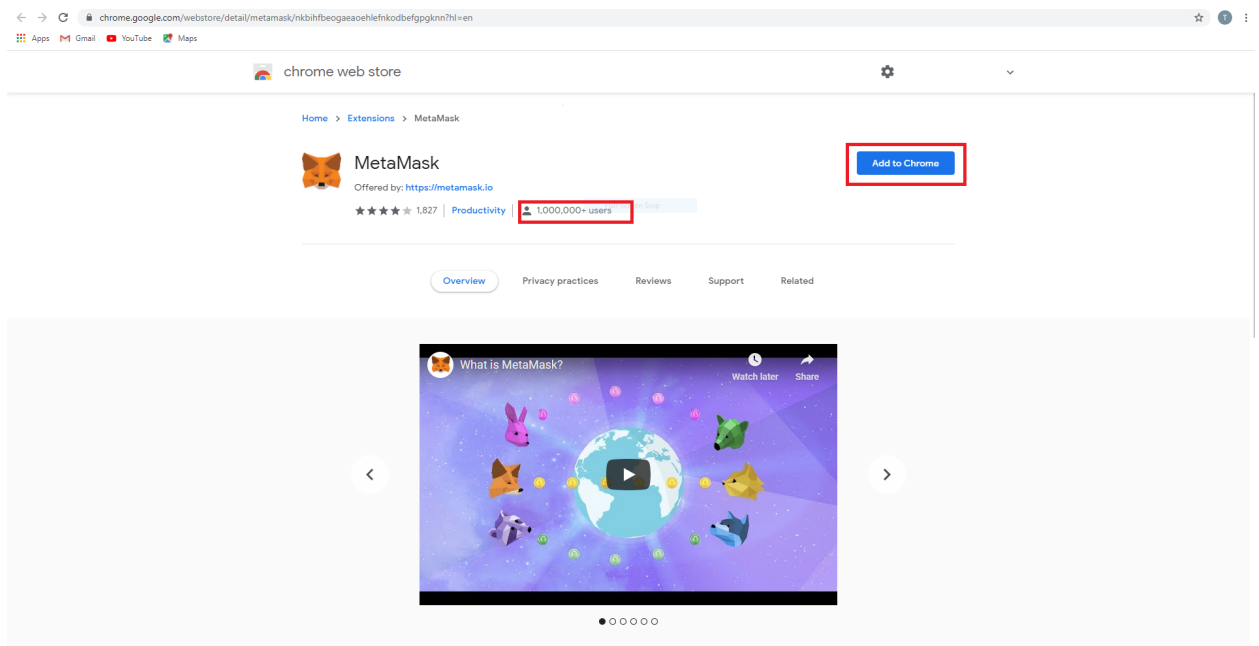 chrome.google.com/webstore/detail/metamask/nkbihfbeogaeaoehlefnkodbefgpgknn?hl=en
T
Apps Gmail YouTube Maps
chrome web store
Home > Extensions > MetaMask
MetaMask
Add to Chrome
Offered by: https://metamask.io
1,827 Productivity 1,000,000+ users Snip
Overview Privacy practices Reviews Support Related
What is MetaMask?
Watch later Share